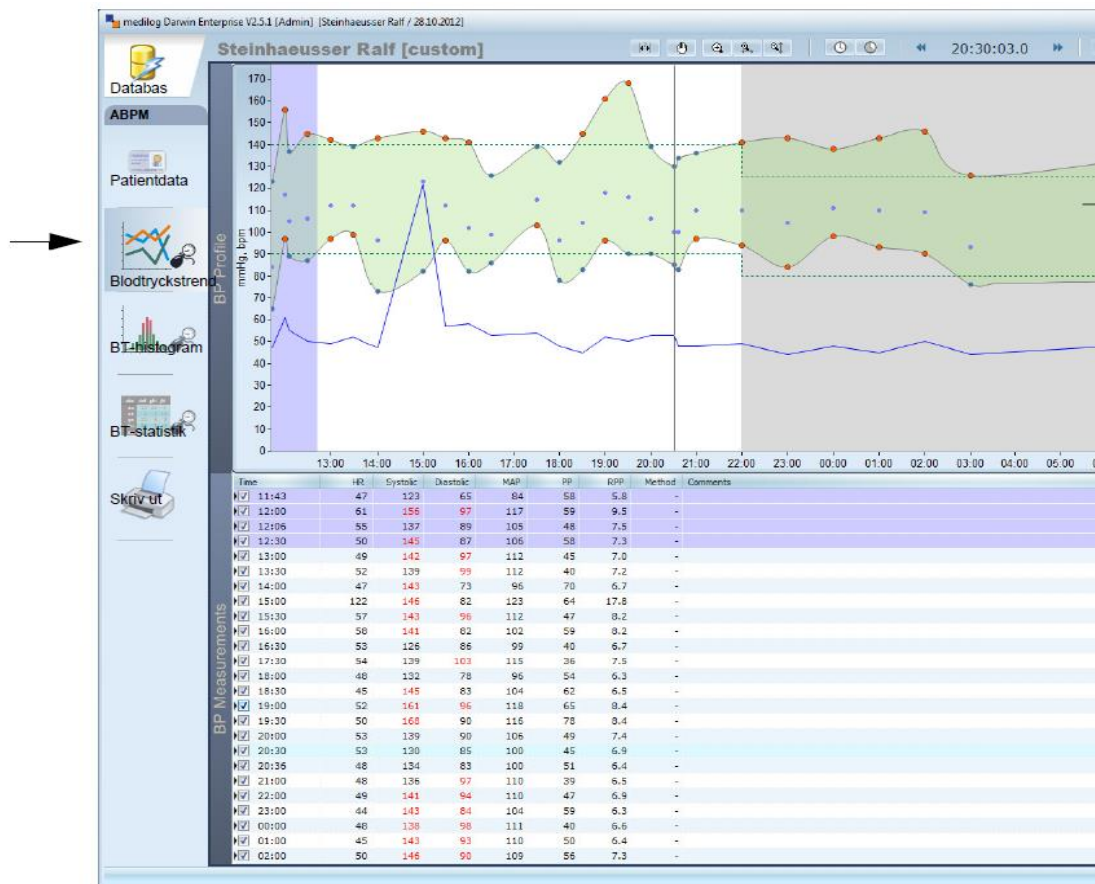 medilog Darwin Enterprise V2.5.1 [Admin] [Steinhaeusser Ralf / 28.10.2012]
Steinhaeusser Ralf [custom]
20:30:03.0
Databas
ABPM
Patientdata
Blodtryckstrend
BT-histogram
BT-statistik
Skriv ut
BP Profile
mmHg, bpm
170
160
150
140
130
120
110
100
90
80
70
60
50
40
30
20
10
0
13:00 14:00 15:00 16:00 17:00 18:00 19:00 20:00 21:00 22:00 23:00 00:00 01:00 02:00 03:00 04:00 05:00
BP Measurements
Time HR Systolic Diastolic MAP PP RPP Method Comments
11:43 47 123 65 84 58 5.8 -
12:00 61 156 97 117 59 9.5 -
12:06 55 137 89 105 48 7.5 -
12:30 50 145 87 106 58 7.3 -
13:00 49 142 97 112 45 7.0 -
13:30 52 139 99 112 40 7.2 -
14:00 47 143 73 96 70 6.7 -
15:00 122 146 82 123 64 17.8 -
15:30 57 143 96 112 47 8.2 -
16:00 58 141 82 102 59 8.2 -
16:30 53 126 86 99 40 6.7 -
17:30 54 139 103 115 36 7.5 -
18:00 48 132 78 96 54 6.3 -
18:30 45 145 83 104 62 6.5 -
19:00 52 161 96 118 65 8.4 -
19:30 50 168 90 116 78 8.4 -
20:00 53 139 90 106 49 7.4 -
20:30 53 130 85 100 45 6.9 -
20:36 48 134 83 100 51 6.4 -
21:00 48 136 97 110 39 6.5 -
22:00 49 141 94 110 47 6.9 -
23:00 44 143 84 104 59 6.3 -
00:00 48 138 98 111 40 6.6 -
01:00 45 143 93 110 50 6.4 -
02:00 50 146 90 109 56 7.3 -